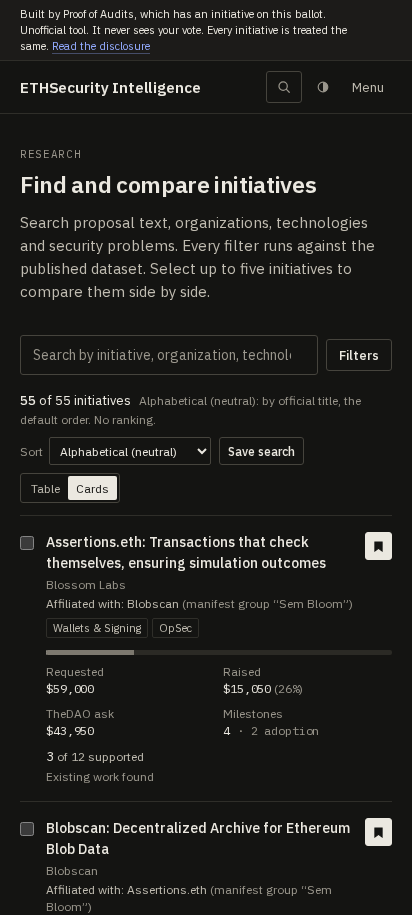 Built by Proof of Audits, which has an initiative on this ballot.
Unofficial tool. It never sees your vote. Every initiative is treated the
same. Read the disclosure
ETHSecurity Intelligence
Menu
RESEARCH
Find and compare initiatives
Search proposal text, organizations, technologies
and security problems. Every filter runs against the
published dataset. Select up to five initiatives to
compare them side by side.
Search by initiative, organization, technol
Filters
55 of 55 initiatives Alphabetical (neutral): by official title, the
default order. No ranking.
Sort Alphabetical (neutral) Save search
Table Cards
Assertions.eth: Transactions that check
themselves, ensuring simulation outcomes
Blossom Labs
Affiliated with: Blobscan (manifest group “Sem Bloom”)
Wallets & Signing OpSec
Requested Raised
$59,000 $15,050 (26%)
TheDAO ask Milestones
$43,950 4 · 2 adoption
3 of 12 supported
Existing work found
Blobscan: Decentralized Archive for Ethereum
Blob Data
Blobscan
Affiliated with: Assertions.eth (manifest group “Sem
Bloom”)